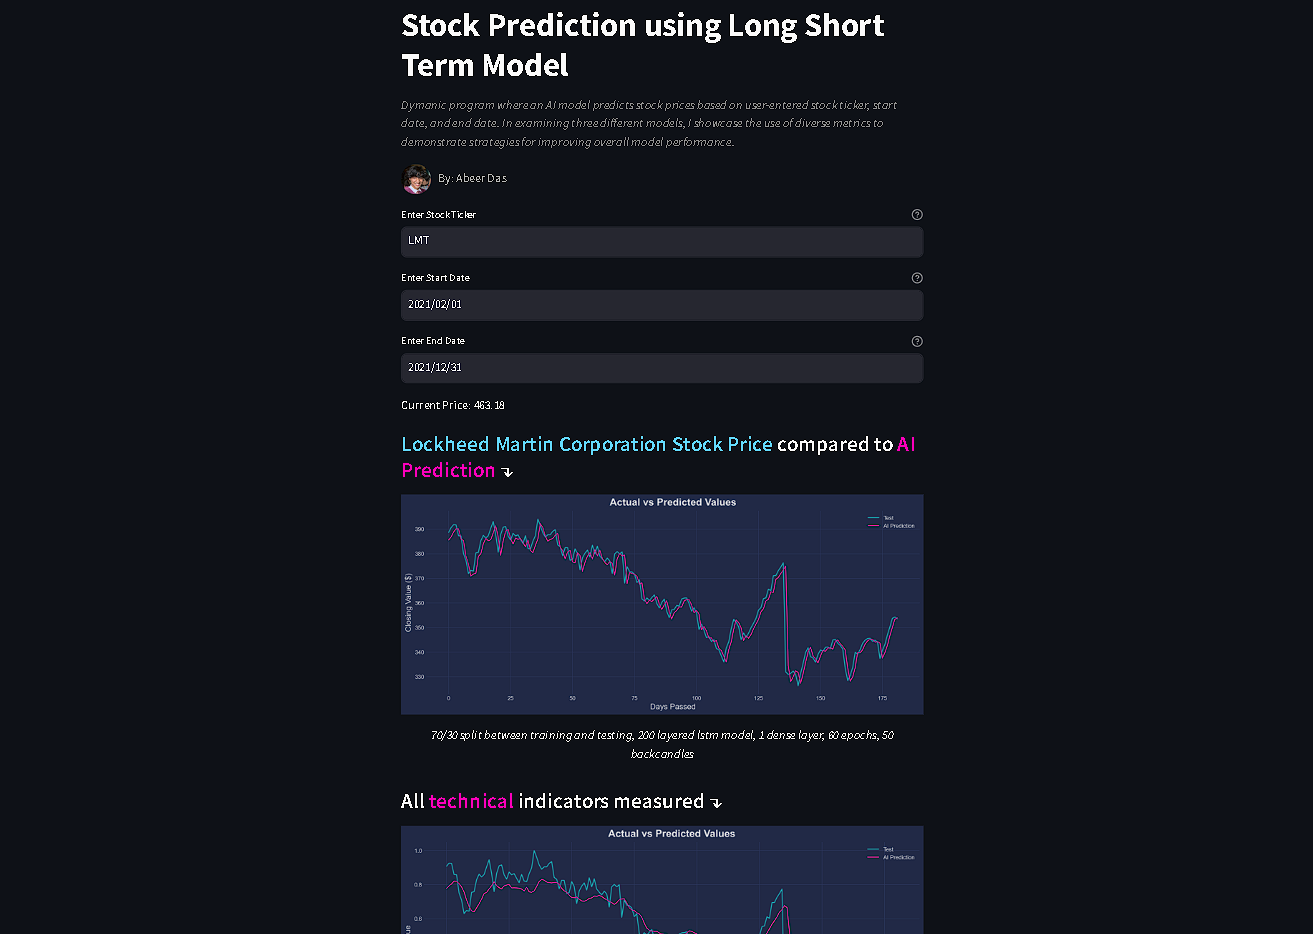 Stock Prediction using Long Short
Term Model
Dymanic program where an AI model predicts stock prices based on user-entered stock ticker, start
date, and end date. In examining three different models, I showcase the use of diverse metrics to
demonstrate strategies for improving overall model performance.
By: Abeer Das
Enter Stock Ticker
LMT
Enter Start Date
2021/02/01
Enter End Date
2021/12/31
Current Price: 463.18
Lockheed Martin Corporation Stock Price compared to AI
Prediction
Actual vs Predicted Values
Test
AI Prediction
390
380
370
360
350
340
330
Closing Value ($)
0 25 50 75 100 125 150 175
Days Passed
70/30 split between training and testing, 200 layered lstm model, 1 dense layer, 60 epochs, 50
backcandles
All technical indicators measured
Actual vs Predicted Values
Test
AI Prediction
1.0
0.8
0.6